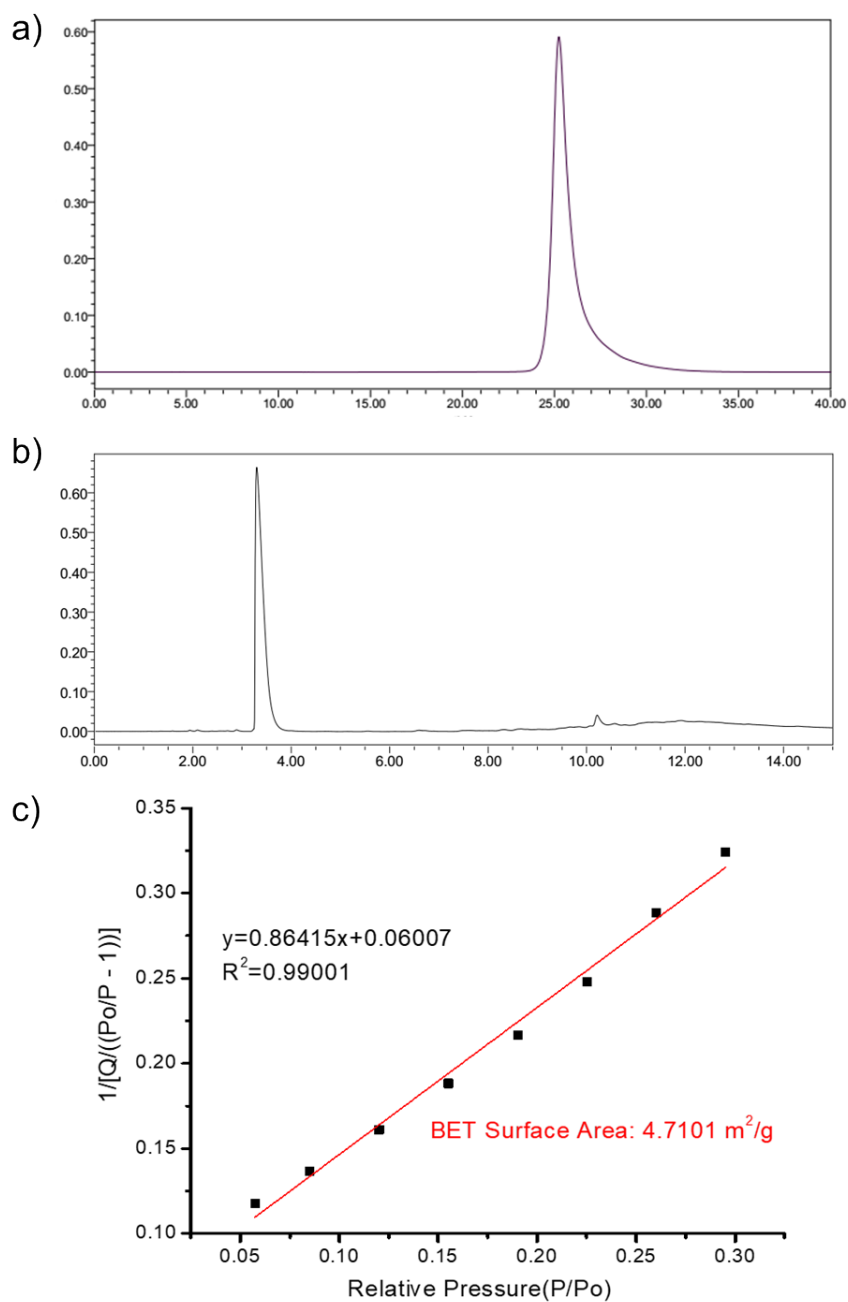 a)
0.60
0.50
0.40
0.30
0.20
0.10
0.00
0.00 5.00 10.00 15.00 25.00 30.00 35.00 40.00
b)
0.60
0.50
0.40
0.30
0.20
0.10
0.00
0.00 2.00 4.00 6.00 8.00 10.00 12.00 14.00
c)
0.35
0.30
0.25
0.20
0.15
0.10
1/[Q/((Po/P - 1))]
y=0.86415x+0.06007
R²=0.99001
BET Surface Area: 4.7101 m²/g
0.05 0.10 0.15 0.20 0.25 0.30
Relative Pressure(P/Po)